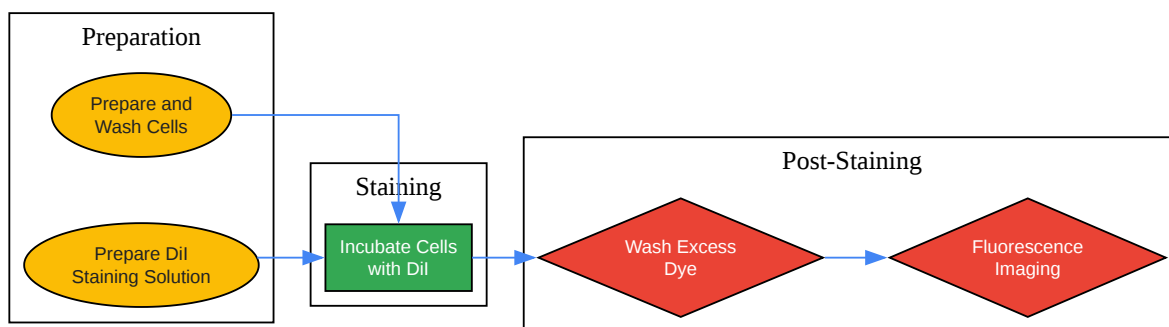 Preparation
Prepare and
Wash Cells
Prepare DiI
Staining Solution
Staining
Incubate Cells
with DiI
Post-Staining
Wash Excess
Dye
Fluorescence
Imaging